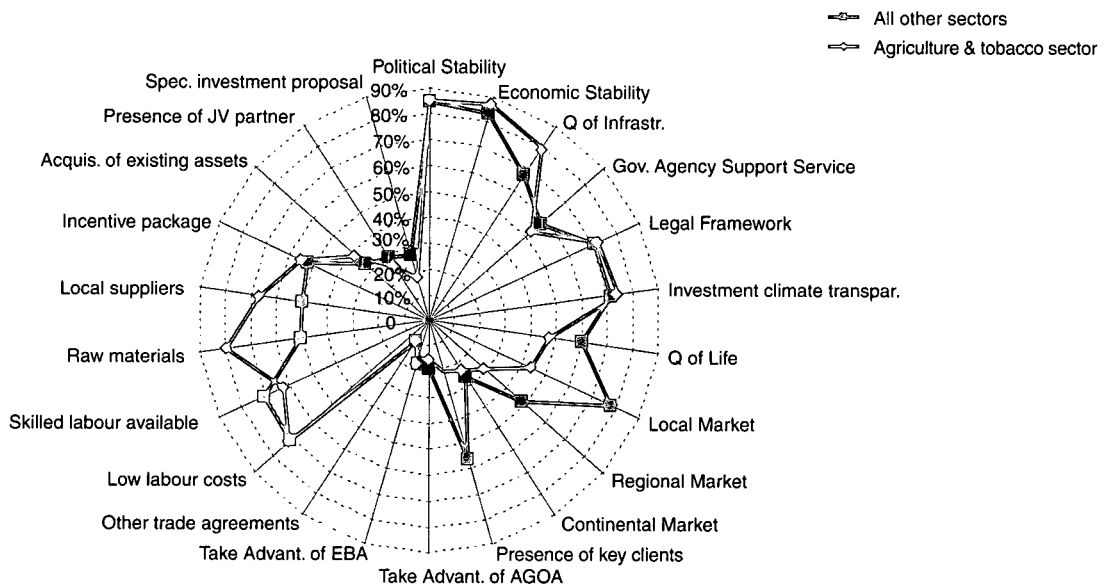 All other sectors
Agriculture & tobacco sector
Political Stability
Economic Stability
Q of Infrastr.
Gov. Agency Support Service
Legal Framework
Investment climate transpar.
Q of Life
Local Market
Regional Market
Continental Market
Presence of key clients
Take Advant. of AGOA
Take Advant. of EBA
Other trade agreements
Low labour costs
Skilled labour available
Raw materials
Local suppliers
Incentive package
Acquis. of existing assets
Presence of JV partner
Spec. investment proposal
90%
80%
70%
60%
50%
40%
30%
20%
10%
0